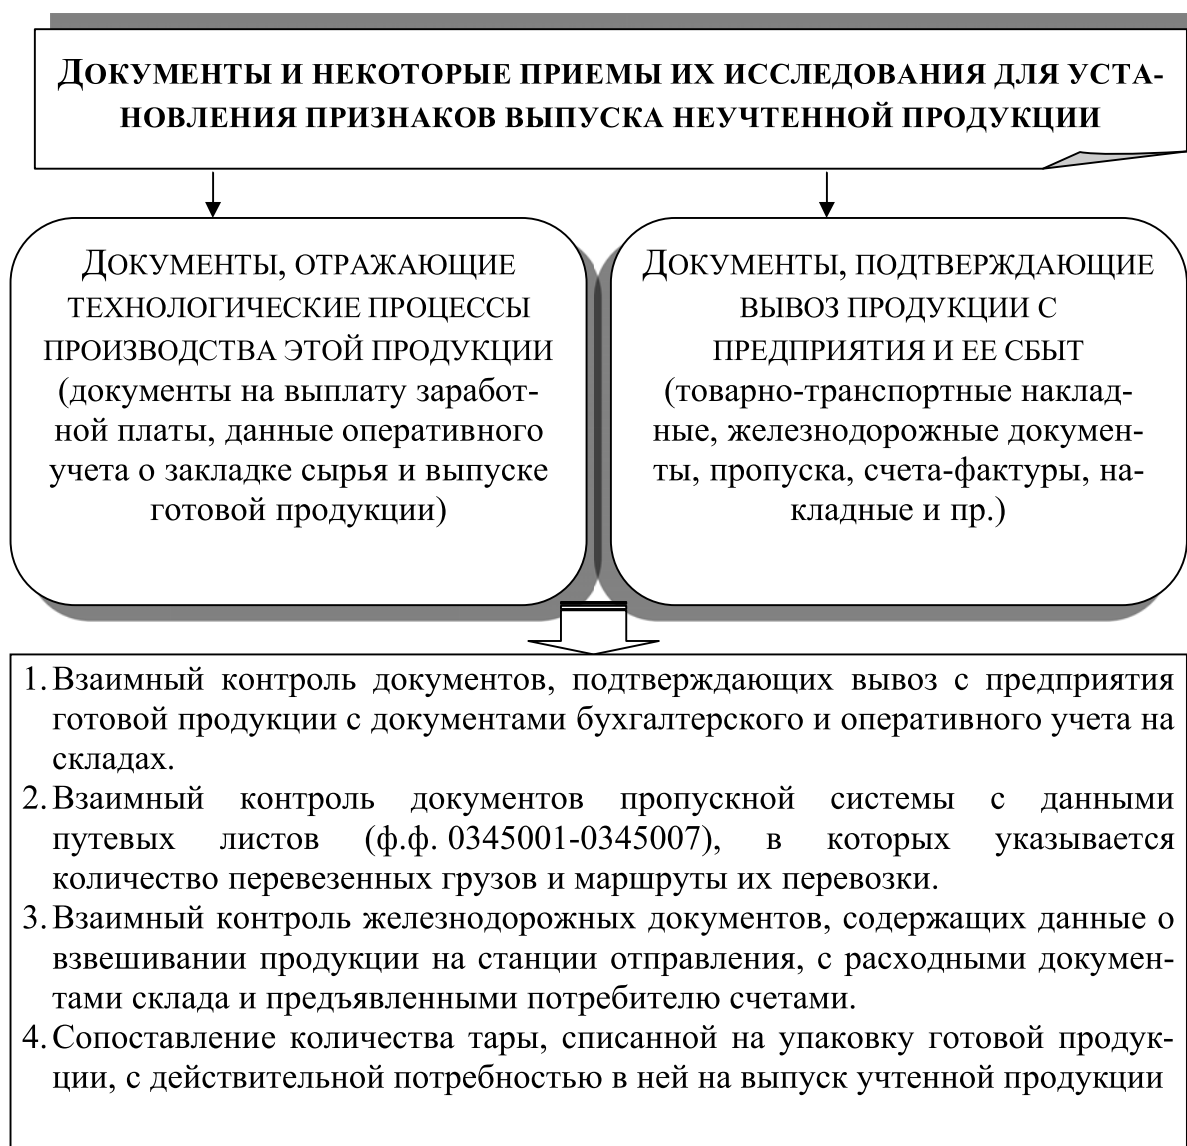 ДОКУМЕНТЫ И НЕКОТОРЫЕ ПРИЕМЫ ИХ ИССЛЕДОВАНИЯ ДЛЯ УСТА-
НОВЛЕНИЯ ПРИЗНАКОВ ВЫПУСКА НЕУЧТЕННОЙ ПРОДУКЦИИ
ДОКУМЕНТЫ, ОТРАЖАЮЩИЕ
ТЕХНОЛОГИЧЕСКИЕ ПРОЦЕССЫ
ПРОИЗВОДСТВА ЭТОЙ ПРОДУКЦИИ
(документы на выплату заработ-
ной платы, данные оперативного
учета о закладке сырья и выпуске
готовой продукции)
ДОКУМЕНТЫ, ПОДТВЕРЖДАЮЩИЕ
ВЫВОЗ ПРОДУКЦИИ С
ПРЕДПРИЯТИЯ И ЕЕ СБЫТ
(товарно-транспортные наклад-
ные, железнодорожные докумен-
ты, пропуска, счета-фактуры, на-
кладные и пр.)
1. Взаимный контроль документов, подтверждающих вывоз с предприятия
готовой продукции с документами бухгалтерского и оперативного учета на
складах.
2. Взаимный контроль документов пропускной системы с данными
путевых листов (ф.ф. 0345001-0345007), в которых указывается
количество перевезенных грузов и маршруты их перевозки.
3. Взаимный контроль железнодорожных документов, содержащих данные о
взвешивании продукции на станции отправления, с расходными докумен-
тами склада и предъявленными потребителю счетами.
4. Сопоставление количества тары, списанной на упаковку готовой продук-
ции, с действительной потребностью в ней на выпуск учтенной продукции